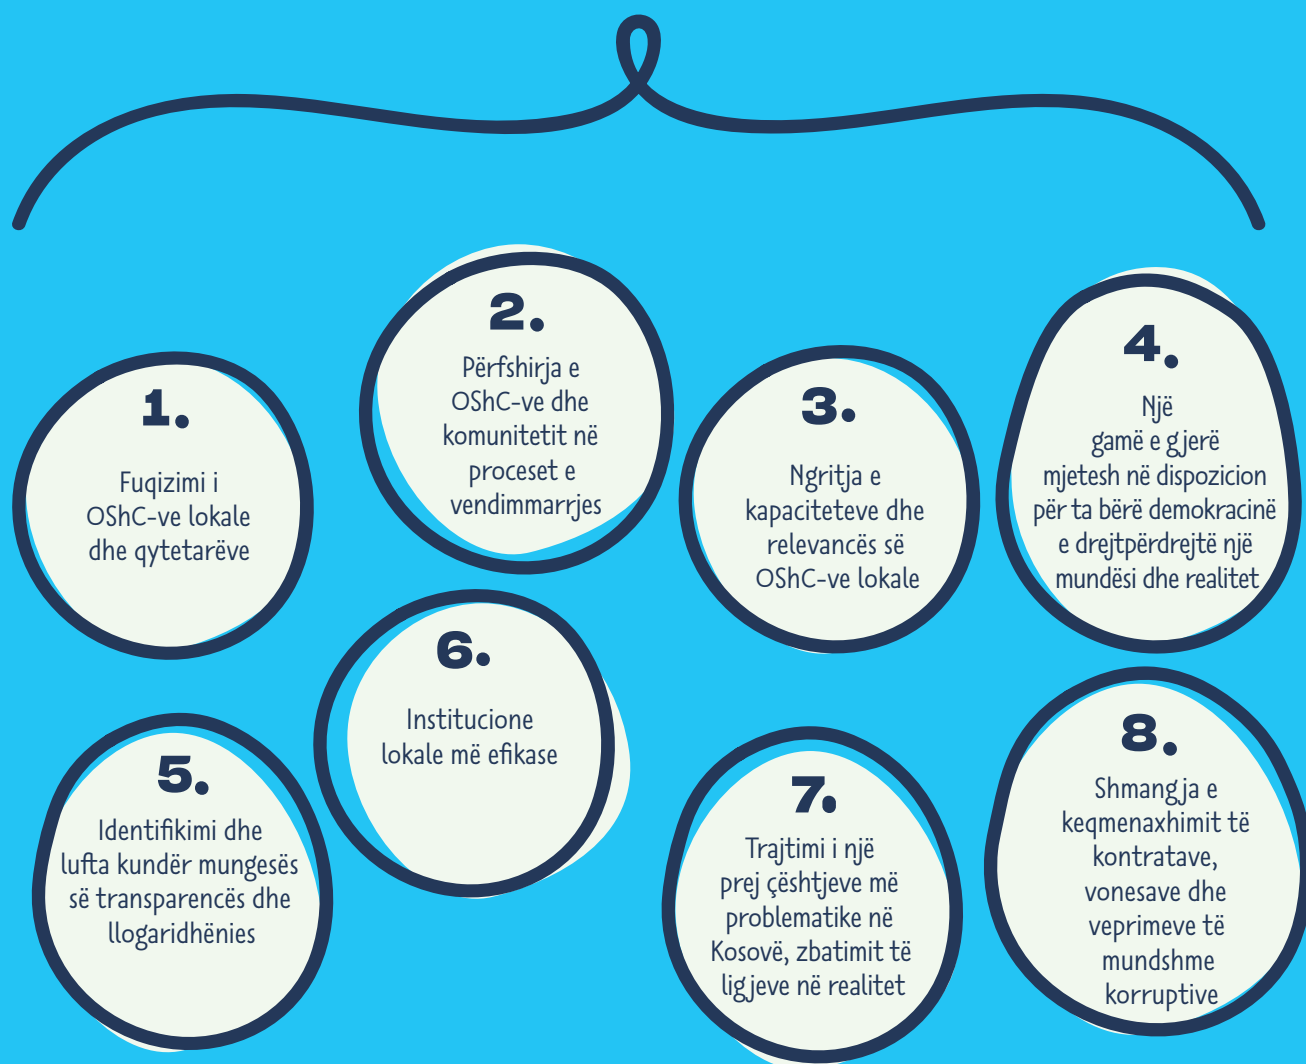 1.
Fuqizimi i
OShC-ve lokale
dhe qytetarëve
2.
Përfshirja e
OShC-ve dhe
komunitetit në
proceset e
vendimmarrjes
3.
Ngritja e
kapaciteteve dhe
relevancës së
OShC-ve lokale
4.
Një
gamë e gjerë
mjetesh në dispozicion
për ta bërë demokracinë
e drejtpërdrejtë një
mundësi dhe realitet
5.
Identifikimi dhe
lufta kundër mungesës
së transparencës dhe
llogaridhënies
6.
Institucione
lokale më efikase
7.
Trajtimi i një
prej çështjeve më
problematike në
Kosovë, zbatimit të
ligjeve në realitet
8.
Shmangja e
keqmenaxhimit të
kontratave,
vonesave dhe
veprimeve të
mundshme
korruptive